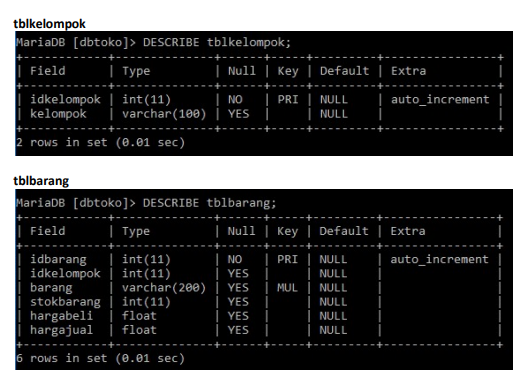 tblkelompok
MariaDB [dbtoko]> DESCRIBE tblkelompok;
+------------+--------------+------+-----+---------+----------------+
| Field      | Type         | Null | Key | Default | Extra          |
+------------+--------------+------+-----+---------+----------------+
| idkelompok | int(11)      | NO   | PRI | NULL    | auto_increment |
| kelompok   | varchar(100) | YES  |     | NULL    |                |
+------------+--------------+------+-----+---------+----------------+
2 rows in set (0.01 sec)
tblbarang
MariaDB [dbtoko]> DESCRIBE tblbarang;
+------------+--------------+------+-----+---------+----------------+
| Field      | Type         | Null | Key | Default | Extra          |
+------------+--------------+------+-----+---------+----------------+
| idbarang   | int(11)      | NO   | PRI | NULL    | auto_increment |
| idkelompok | int(11)      | YES  |     | NULL    |                |
| barang     | varchar(200) | YES  | MUL | NULL    |                |
| stokbarang | int(11)      | YES  |     | NULL    |                |
| hargabeli  | float        | YES  |     | NULL    |                |
| hargajual  | float        | YES  |     | NULL    |                |
+------------+--------------+------+-----+---------+----------------+
6 rows in set (0.01 sec)